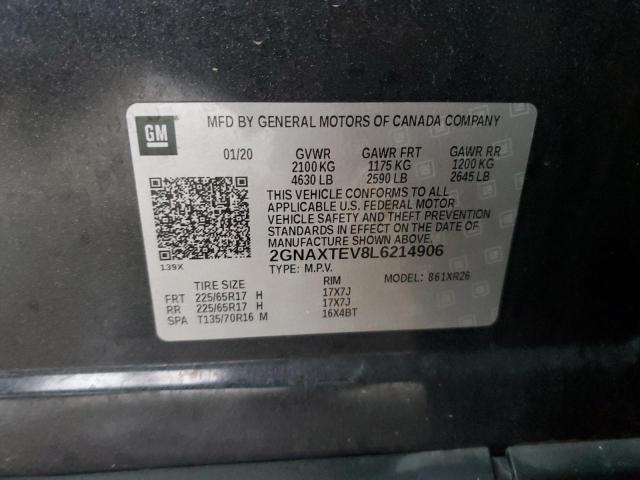 GM
MFD BY GENERAL MOTORS OF CANADA COMPANY
01/20 GVWR GAWR FRT GAWR RR
2100 KG 1175 KG 1200 KG
4630 LB 2590 LB 2645 LB
THIS VEHICLE CONFORMS TO ALL
APPLICABLE U.S. FEDERAL MOTOR
VEHICLE SAFETY AND THEFT PREVENTION
STANDARDS IN EFFECT ON THE DATE OF
MANUFACTURE SHOWN ABOVE.
139X 2GNAXTEV8L6214906
TYPE: M.P.V. MODEL: 861XR26
TIRE SIZE RIM
FRT 225/65R17 H 17X7J
RR 225/65R17 H 17X7J
SPA T135/70R16 M 16X4BT